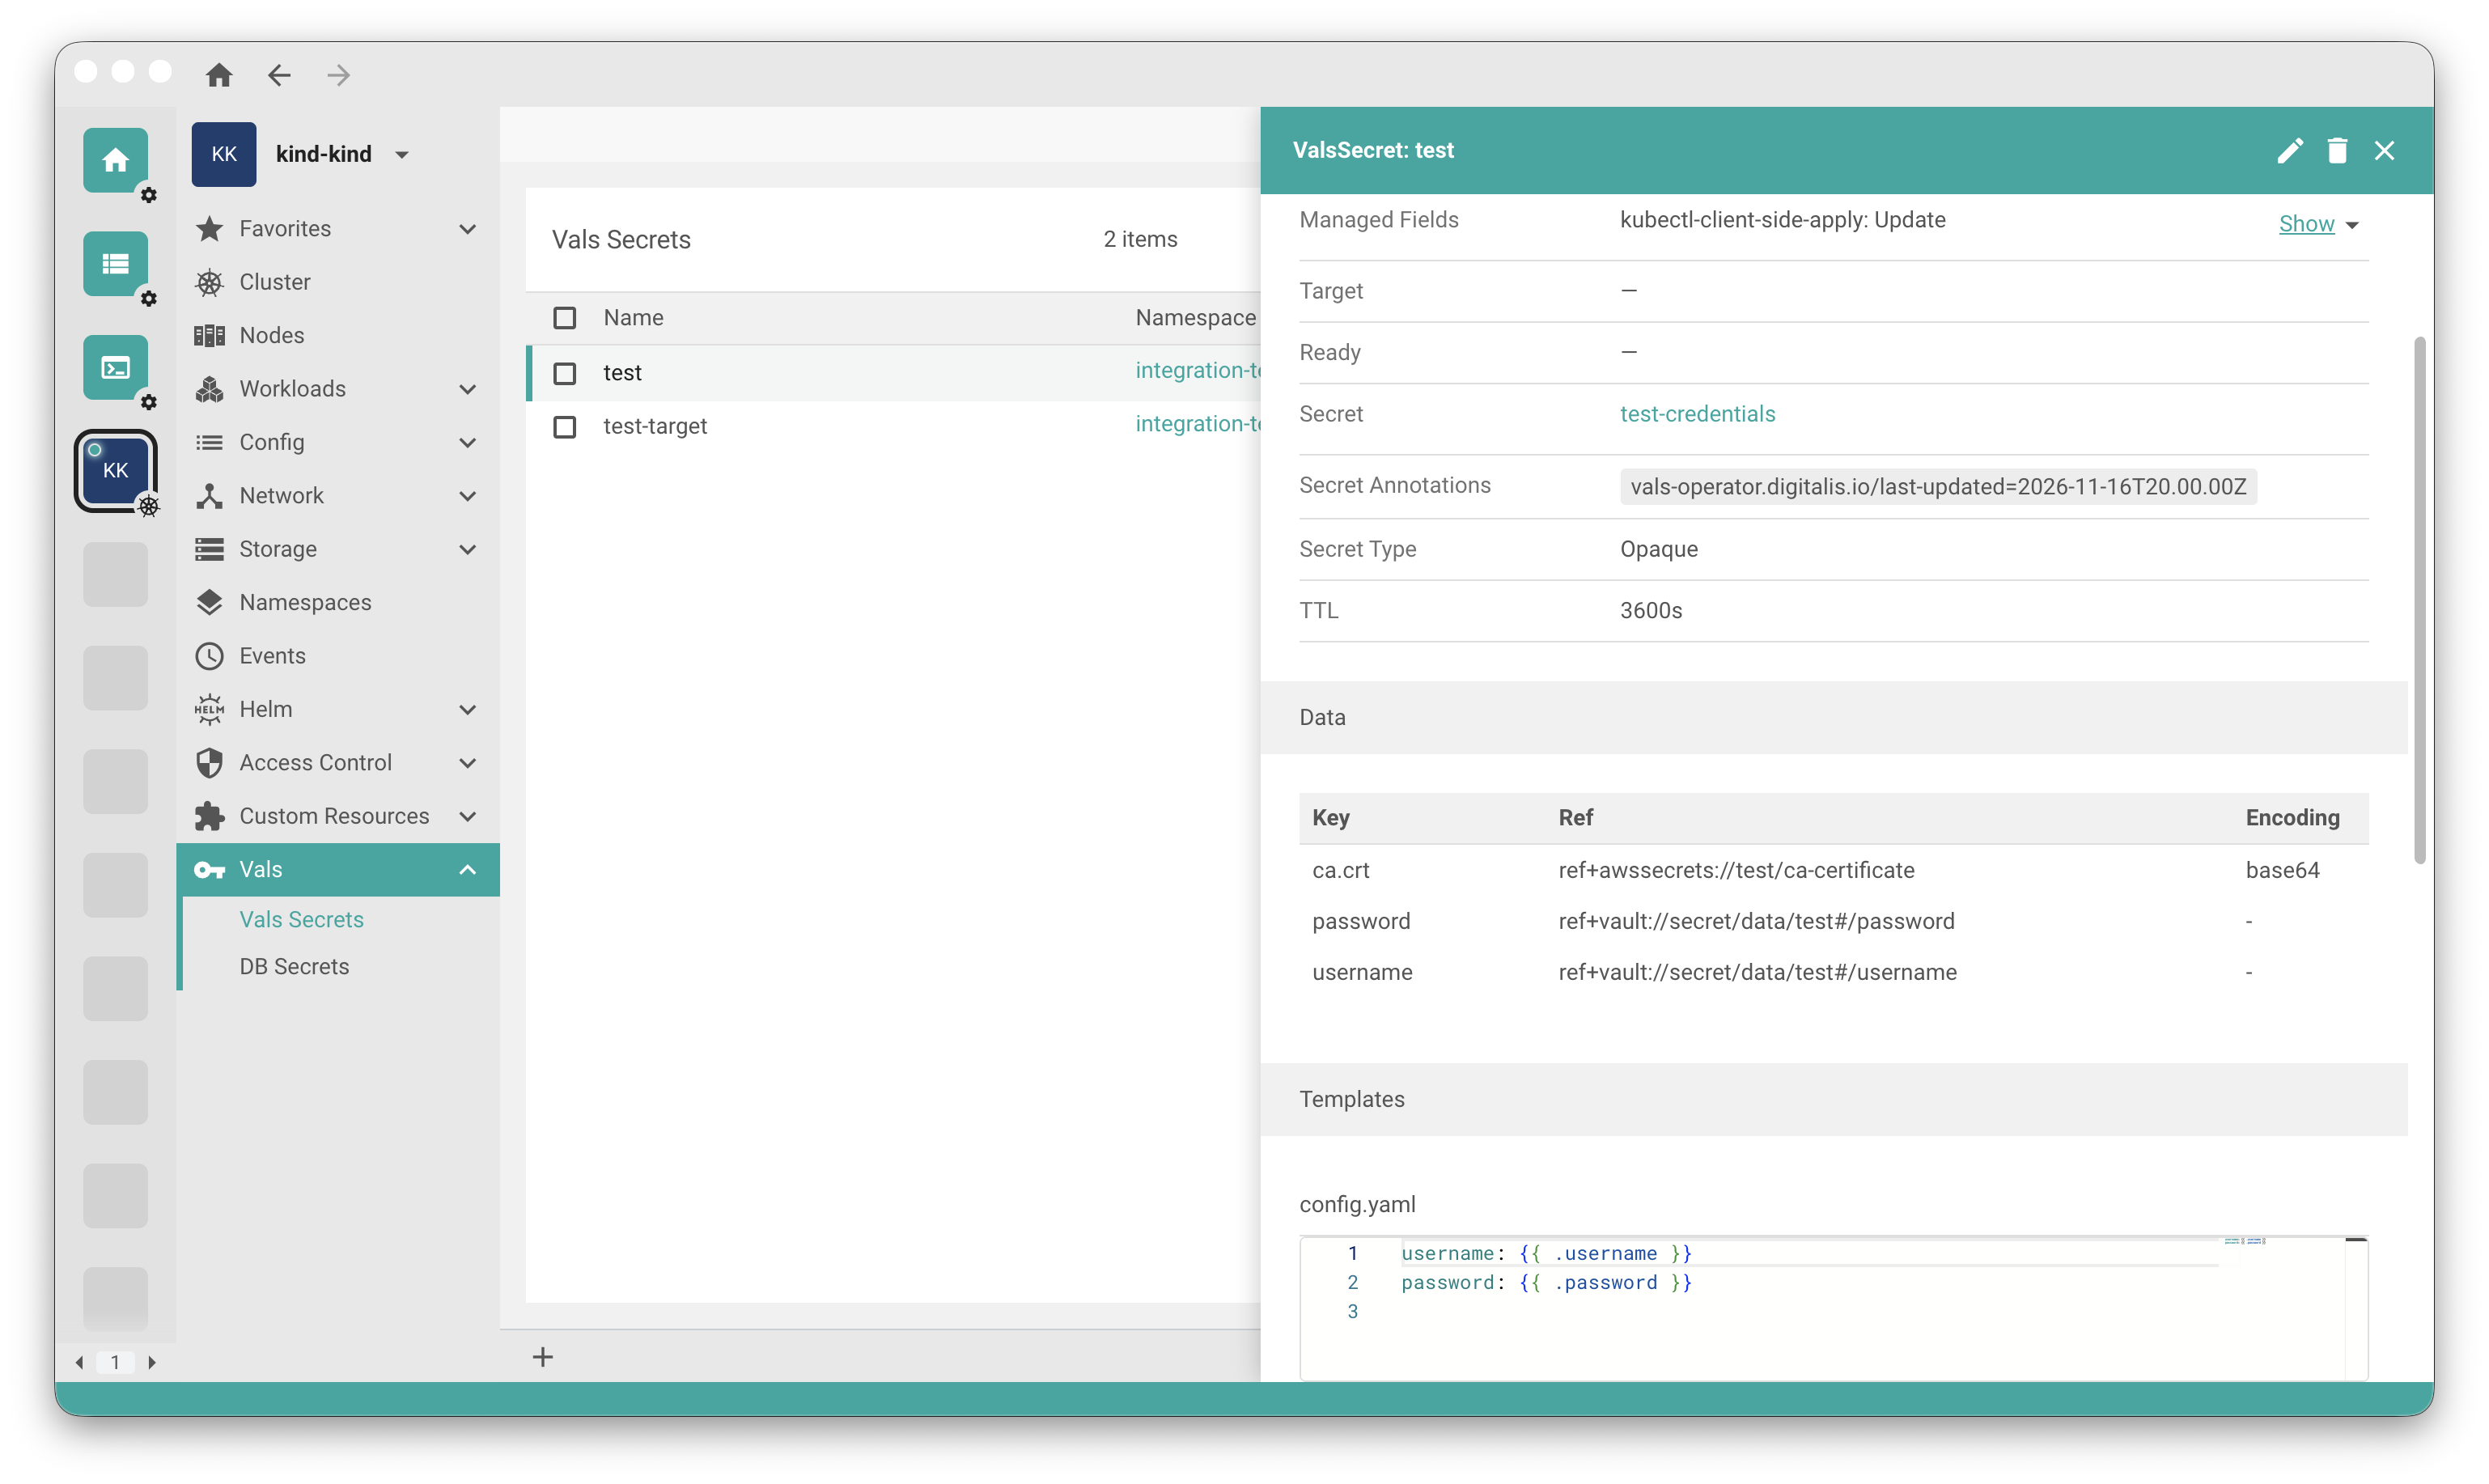 KK
kind-kind
Favorites
Cluster
Nodes
Workloads
Config
Network
Storage
Namespaces
Events
HELM
Helm
Access Control
Custom Resources
Vals
Vals Secrets
DB Secrets
KK
1
Vals Secrets
2 items
Name
Namespace
test
integration-te
test-target
integration-te
ValsSecret: test
Managed Fields
kubectl-client-side-apply: Update
Show
Target
—
Ready
—
Secret
test-credentials
Secret Annotations
vals-operator.digitalis.io/last-updated=2026-11-16T20.00.00Z
Secret Type
Opaque
TTL
3600s
Data
Key Ref Encoding
ca.crt ref+awssecrets://test/ca-certificate base64
password ref+vault://secret/data/test#/password -
username ref+vault://secret/data/test#/username -
Templates
config.yaml
1 username: {{ .username }}
2 password: {{ .password }}
3